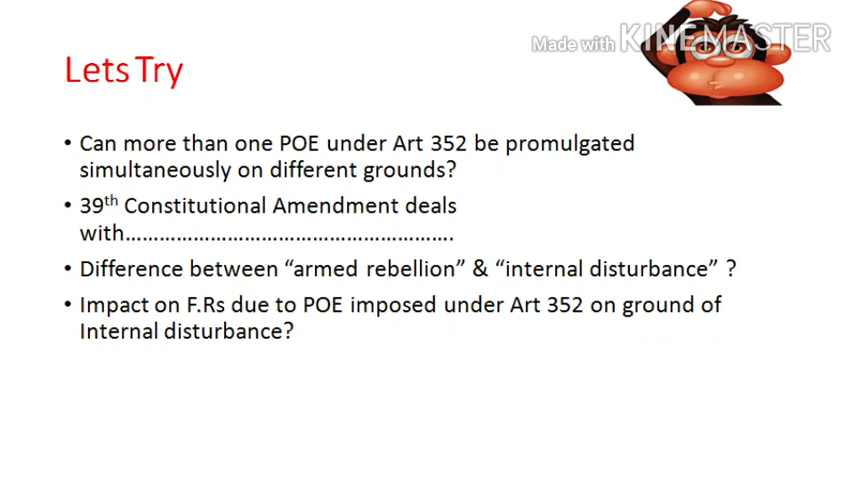 Made with KINEMASTER
Lets Try
• Can more than one POE under Art 352 be promulgated
simultaneously on different grounds?
• 39th Constitutional Amendment deals
with………………………………………………….
• Difference between “armed rebellion” & “internal disturbance” ?
• Impact on F.Rs due to POE imposed under Art 352 on ground of
Internal disturbance?